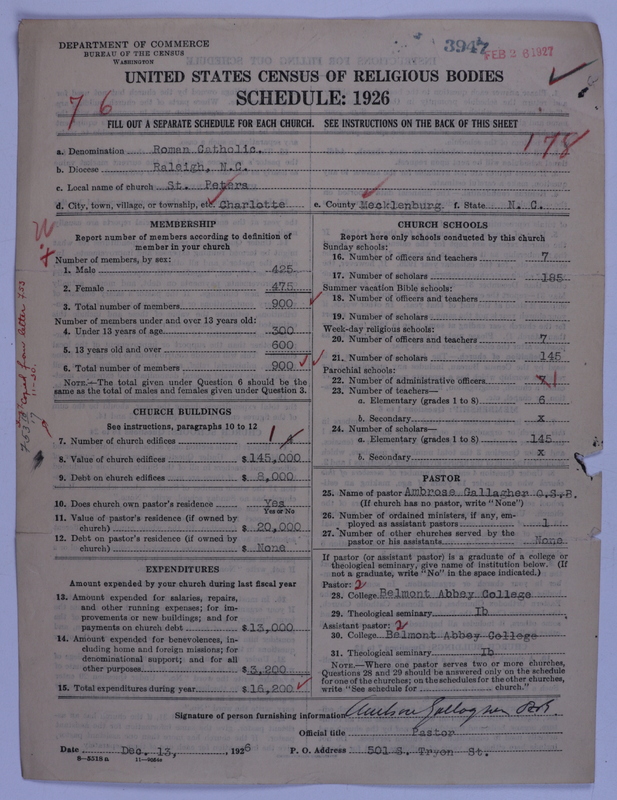 DEPARTMENT OF COMMERCE
BUREAU OF THE CENSUS
WASHINGTON
3947 FEB 26 1927
UNITED STATES CENSUS OF RELIGIOUS BODIES
SCHEDULE: 1926
76
FILL OUT A SEPARATE SCHEDULE FOR EACH CHURCH. SEE INSTRUCTIONS ON THE BACK OF THIS SHEET
178
a. Denomination Roman Catholic.
b. Diocese Raleigh, N.C.
c. Local name of church St. Peters
d. City, town, village, or township, etc. Charlotte e. County Mecklenburg f. State N. C.
MEMBERSHIP
Report number of members according to definition of
member in your church
Number of members, by sex:
1. Male 425
2. Female 475
3. Total number of members 900
Number of members under and over 13 years old:
4. Under 13 years of age 300
5. 13 years old and over 600
6. Total number of members 900
NOTE.—The total given under Question 6 should be the
same as the total of males and females given under Question 3.
CHURCH BUILDINGS
See instructions, paragraphs 10 to 12
7. Number of church edifices 1
8. Value of church edifices $145,000
9. Debt on church edifices $8,000
10. Does church own pastor's residence Yes
Yes or No
11. Value of pastor's residence (if owned by
church) $20,000
12. Debt on pastor's residence (if owned by
church) $None
EXPENDITURES
Amount expended by your church during last fiscal year
13. Amount expended for salaries, repairs,
and other running expenses; for im-
provements or new buildings; and for
payments on church debt $13,000
14. Amount expended for benevolences, in-
cluding home and foreign missions; for
denominational support; and for all
other purposes $3,200
15. Total expenditures during year $16,200
CHURCH SCHOOLS
Report here only schools conducted by this church
Sunday schools:
16. Number of officers and teachers 7
17. Number of scholars 185
Summer vacation Bible schools:
18. Number of officers and teachers
19. Number of scholars
Week-day religious schools:
20. Number of officers and teachers 7
21. Number of scholars 145
Parochial schools:
22. Number of administrative officers 1
23. Number of teachers—
a. Elementary (grades 1 to 8) 6
b. Secondary x
24. Number of scholars—
a. Elementary (grades 1 to 8) 145
b. Secondary x
PASTOR
25. Name of pastor Ambrose Gallagher O.S.B.
(If church has no pastor, write "None")
26. Number of ordained ministers, if any, em-
ployed as assistant pastors 1
27. Number of other churches served by the
pastor or his assistants None
If pastor (or assistant pastor) is a graduate of a college or
theological seminary, give name of institution below. (If
not a graduate, write "No" in the space indicated.)
Pastor: 2
28. College Belmont Abbey College
29. Theological seminary Ib
Assistant pastor: 2
30. College Belmont Abbey College
31. Theological seminary Ib
NOTE.—Where one pastor serves two or more churches,
Questions 28 and 29 should be answered only on the schedule
for one of the churches; on the schedules for the other churches,
write "See schedule for church."
Signature of person furnishing information Ambrose Gallagher
Official title Pastor
Date Dec. 13, 1926 P. O. Address 501 S. Tryon St.
8—5318a